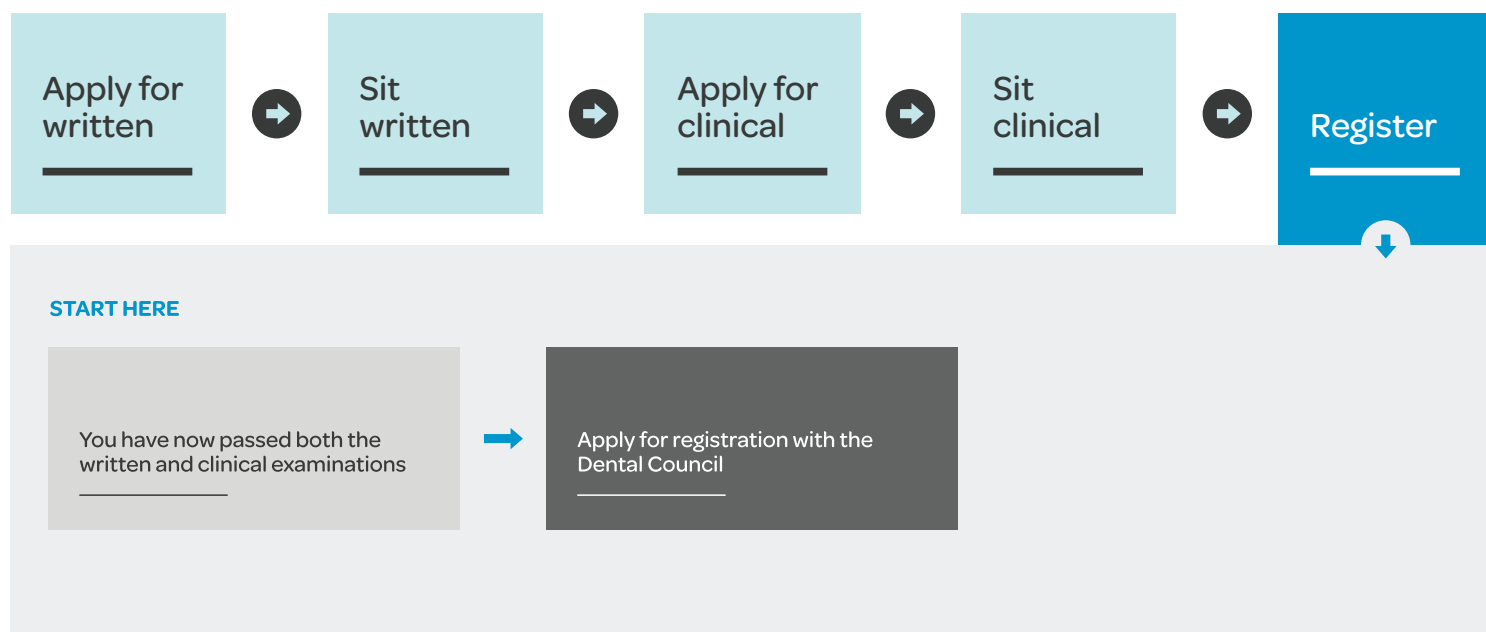 Apply for
written
Sit
written
Apply for
clinical
Sit
clinical
Register
START HERE
You have now passed both the
written and clinical examinations
Apply for registration with the
Dental Council